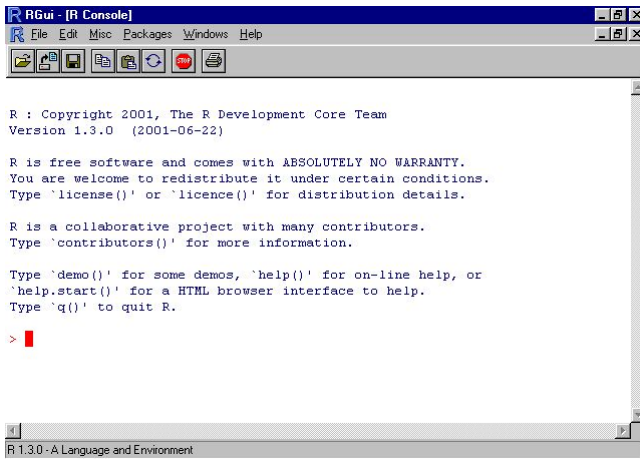 RGui - [R Console]
File Edit Misc Packages Windows Help
STOP
R : Copyright 2001, The R Development Core Team
Version 1.3.0 (2001-06-22)
R is free software and comes with ABSOLUTELY NO WARRANTY.
You are welcome to redistribute it under certain conditions.
Type `license()' or `licence()' for distribution details.
R is a collaborative project with many contributors.
Type `contributors()' for more information.
Type `demo()' for some demos, `help()' for on-line help, or
`help.start()' for a HTML browser interface to help.
Type `q()' to quit R.
>
R 1.3.0 - A Language and Environment